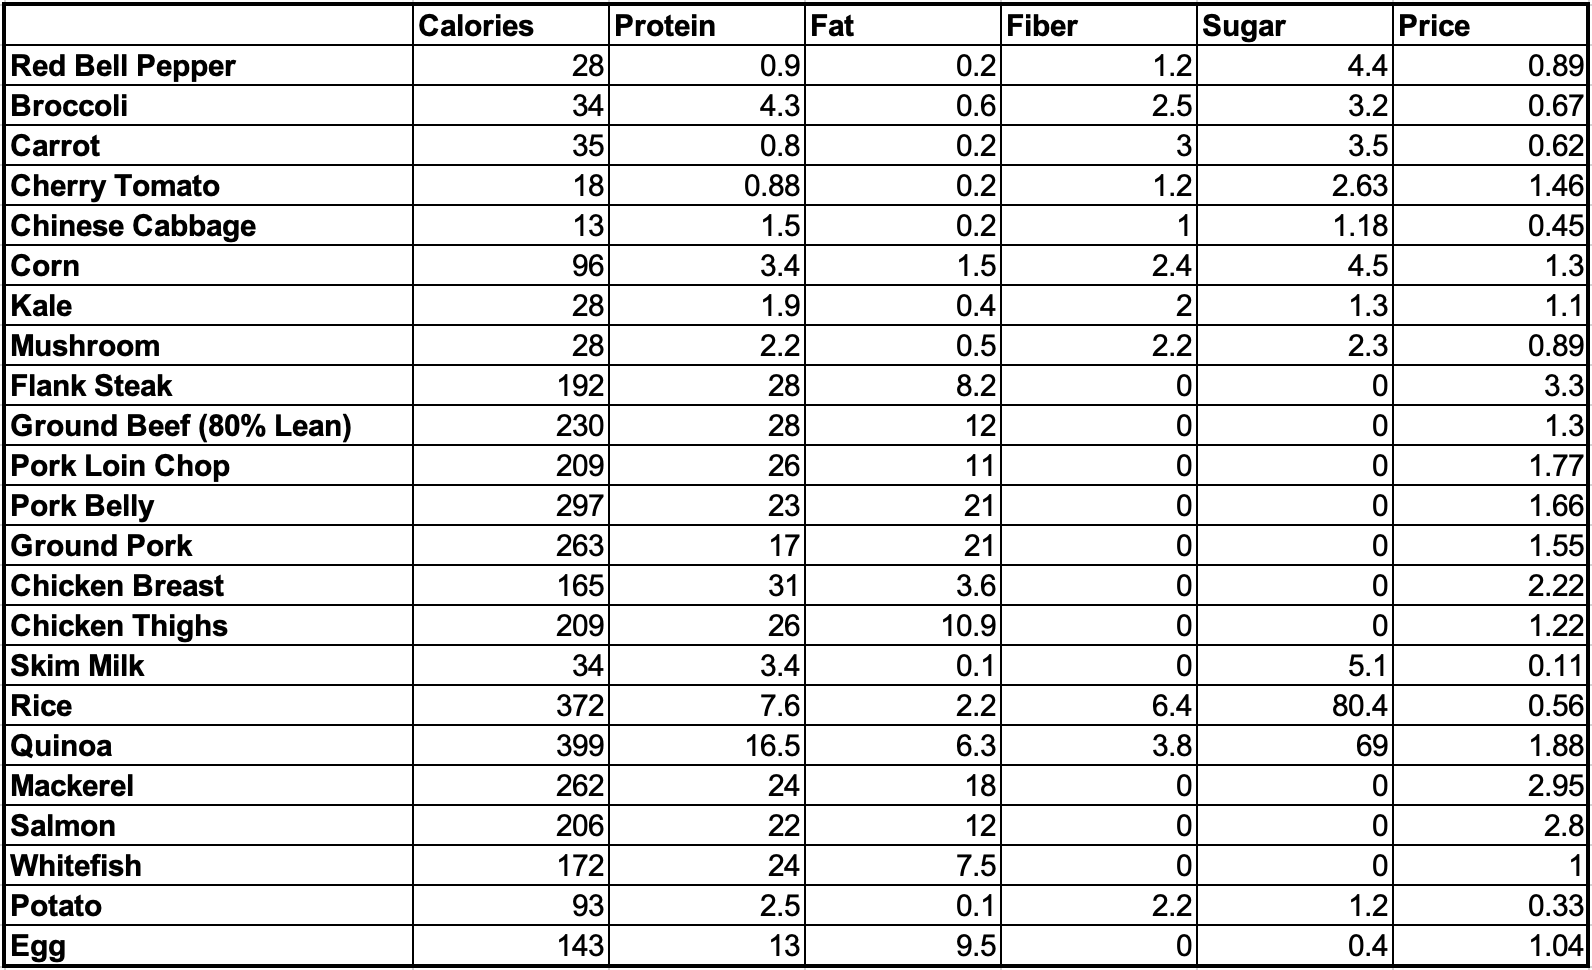 Calories Protein Fat Fiber Sugar Price
Red Bell Pepper 28 0.9 0.2 1.2 4.4 0.89
Broccoli 34 4.3 0.6 2.5 3.2 0.67
Carrot 35 0.8 0.2 3 3.5 0.62
Cherry Tomato 18 0.88 0.2 1.2 2.63 1.46
Chinese Cabbage 13 1.5 0.2 1 1.18 0.45
Corn 96 3.4 1.5 2.4 4.5 1.3
Kale 28 1.9 0.4 2 1.3 1.1
Mushroom 28 2.2 0.5 2.2 2.3 0.89
Flank Steak 192 28 8.2 0 0 3.3
Ground Beef (80% Lean) 230 28 12 0 0 1.3
Pork Loin Chop 209 26 11 0 0 1.77
Pork Belly 297 23 21 0 0 1.66
Ground Pork 263 17 21 0 0 1.55
Chicken Breast 165 31 3.6 0 0 2.22
Chicken Thighs 209 26 10.9 0 0 1.22
Skim Milk 34 3.4 0.1 0 5.1 0.11
Rice 372 7.6 2.2 6.4 80.4 0.56
Quinoa 399 16.5 6.3 3.8 69 1.88
Mackerel 262 24 18 0 0 2.95
Salmon 206 22 12 0 0 2.8
Whitefish 172 24 7.5 0 0 1
Potato 93 2.5 0.1 2.2 1.2 0.33
Egg 143 13 9.5 0 0.4 1.04